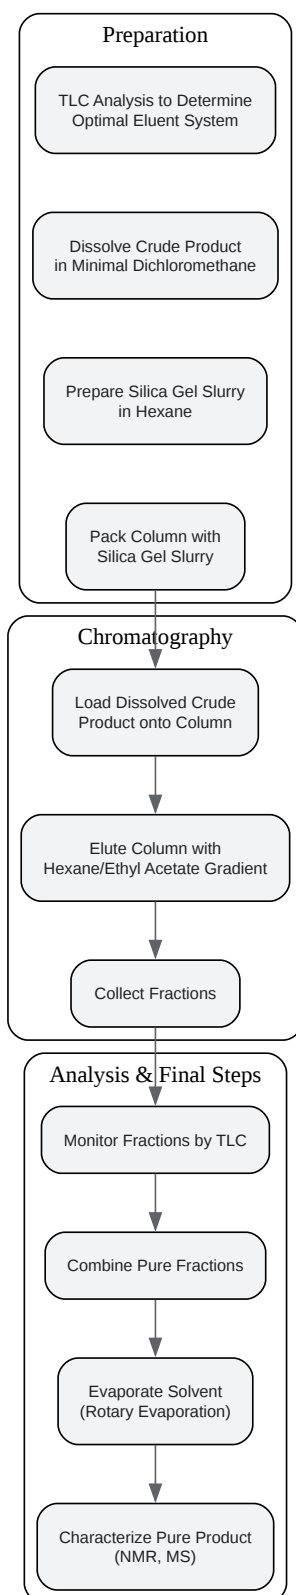 Preparation
TLC Analysis to Determine
Optimal Eluent System
Dissolve Crude Product
in Minimal Dichloromethane
Prepare Silica Gel Slurry
in Hexane
Pack Column with
Silica Gel Slurry
Chromatography
Load Dissolved Crude
Product onto Column
Elute Column with
Hexane/Ethyl Acetate Gradient
Collect Fractions
Analysis & Final Steps
Monitor Fractions by TLC
Combine Pure Fractions
Evaporate Solvent
(Rotary Evaporation)
Characterize Pure Product
(NMR, MS)